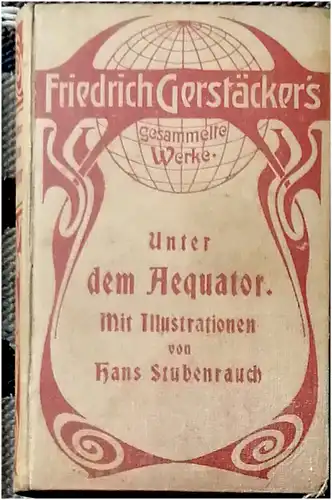 Friedrich Gerstäcker's
gesammelte
Werke.
Unter
dem Aequator.
Mit Illustrationen
von
Hans Stubenrauch